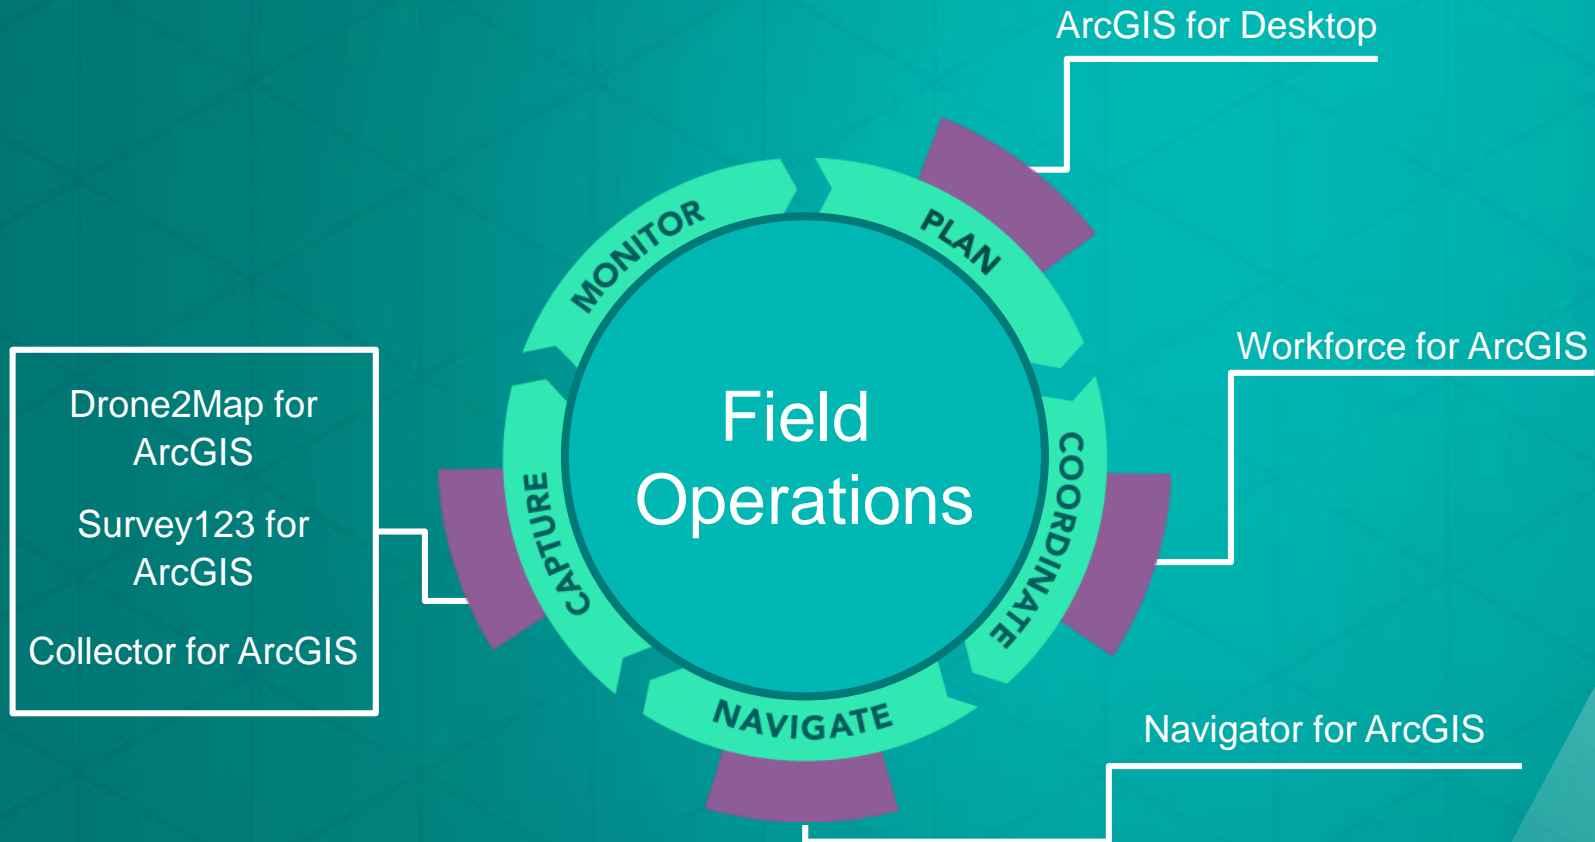 ArcGIS for Desktop
MONITOR
PLAN
Workforce for ArcGIS
Drone2Map for
ArcGIS
Survey123 for
ArcGIS
Collector for ArcGIS
Field
Operations
CAPTURE
COORDINATE
NAVIGATE
Navigator for ArcGIS